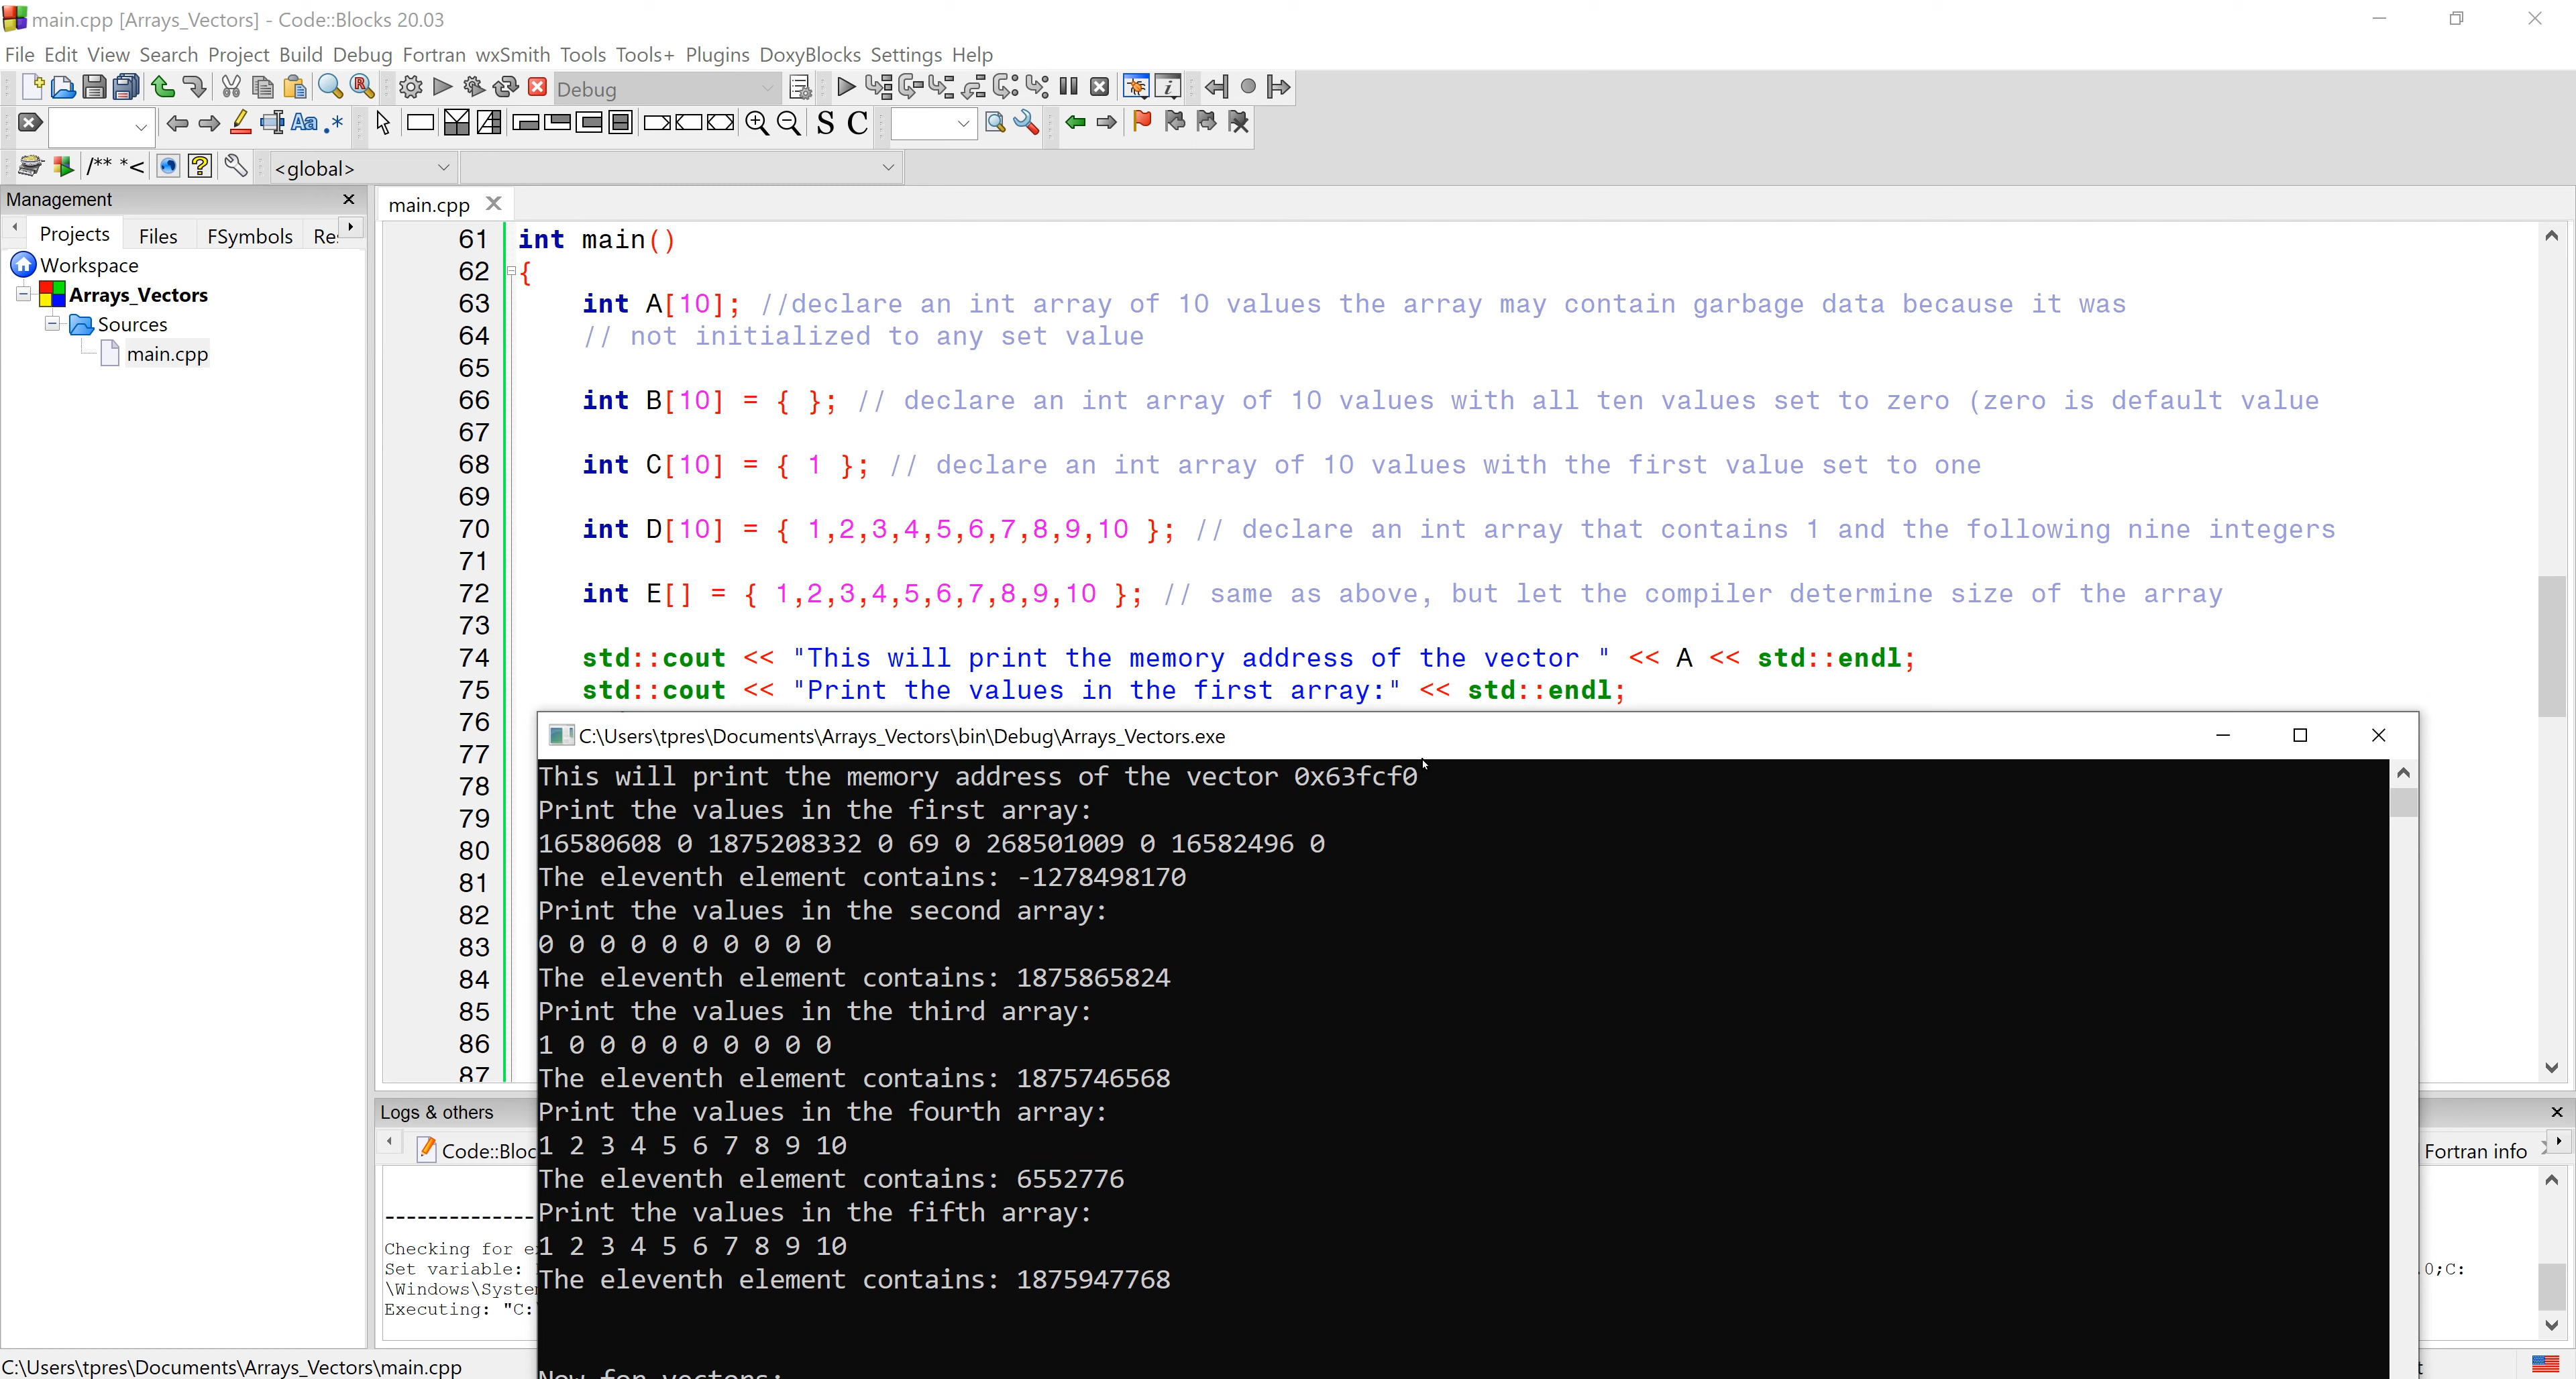 main.cpp [Arrays_Vectors] - Code::Blocks 20.03
File Edit View Search Project Build Debug Fortran wxSmith Tools Tools+ Plugins DoxyBlocks Settings Help
Debug
S C
/** *< <global>
Management
Projects Files FSymbols Re
Workspace
Arrays_Vectors
Sources
main.cpp
main.cpp
61 int main()
62 {
63 int A[10]; //declare an int array of 10 values the array may contain garbage data because it was
64 // not initialized to any set value
65
66 int B[10] = { }; // declare an int array of 10 values with all ten values set to zero (zero is default value
67
68 int C[10] = { 1 }; // declare an int array of 10 values with the first value set to one
69
70 int D[10] = { 1,2,3,4,5,6,7,8,9,10 }; // declare an int array that contains 1 and the following nine integers
71
72 int E[] = { 1,2,3,4,5,6,7,8,9,10 }; // same as above, but let the compiler determine size of the array
73
74 std::cout << "This will print the memory address of the vector " << A << std::endl;
75 std::cout << "Print the values in the first array:" << std::endl;
76
77
78
79
80
81
82
83
84
85
86
87
C:\Users\tpres\Documents\Arrays_Vectors\bin\Debug\Arrays_Vectors.exe
This will print the memory address of the vector 0x63fcf0
Print the values in the first array:
16580608 0 1875208332 0 69 0 268501009 0 16582496 0
The eleventh element contains: -1278498170
Print the values in the second array:
0 0 0 0 0 0 0 0 0 0
The eleventh element contains: 1875865824
Print the values in the third array:
1 0 0 0 0 0 0 0 0 0
The eleventh element contains: 1875746568
Print the values in the fourth array:
1 2 3 4 5 6 7 8 9 10
The eleventh element contains: 6552776
Print the values in the fifth array:
1 2 3 4 5 6 7 8 9 10
The eleventh element contains: 1875947768
Now for vectors:
Logs & others
Code::Bloc
Fortran info
--------------
Checking for e
Set variable:
\Windows\Syste
Executing: "C:
0;C:
C:\Users\tpres\Documents\Arrays_Vectors\main.cpp